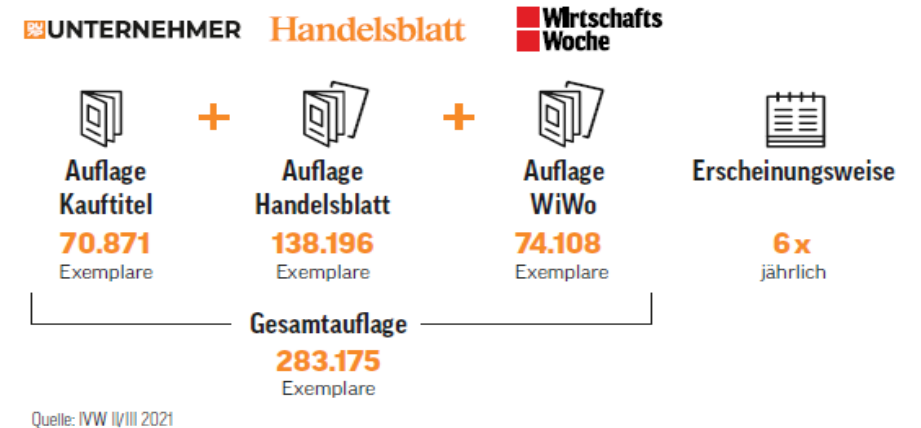 DUB UNTERNEHMER
Handelsblatt
Wirtschafts
Woche
+
+
Auflage
Kauftitel
70.871
Exemplare
Auflage
Handelsblatt
138.196
Exemplare
Auflage
WiWo
74.108
Exemplare
Erscheinungsweise
6 x
jährlich
Gesamtauflage
283.175
Exemplare
Quelle: IVW II/III 2021